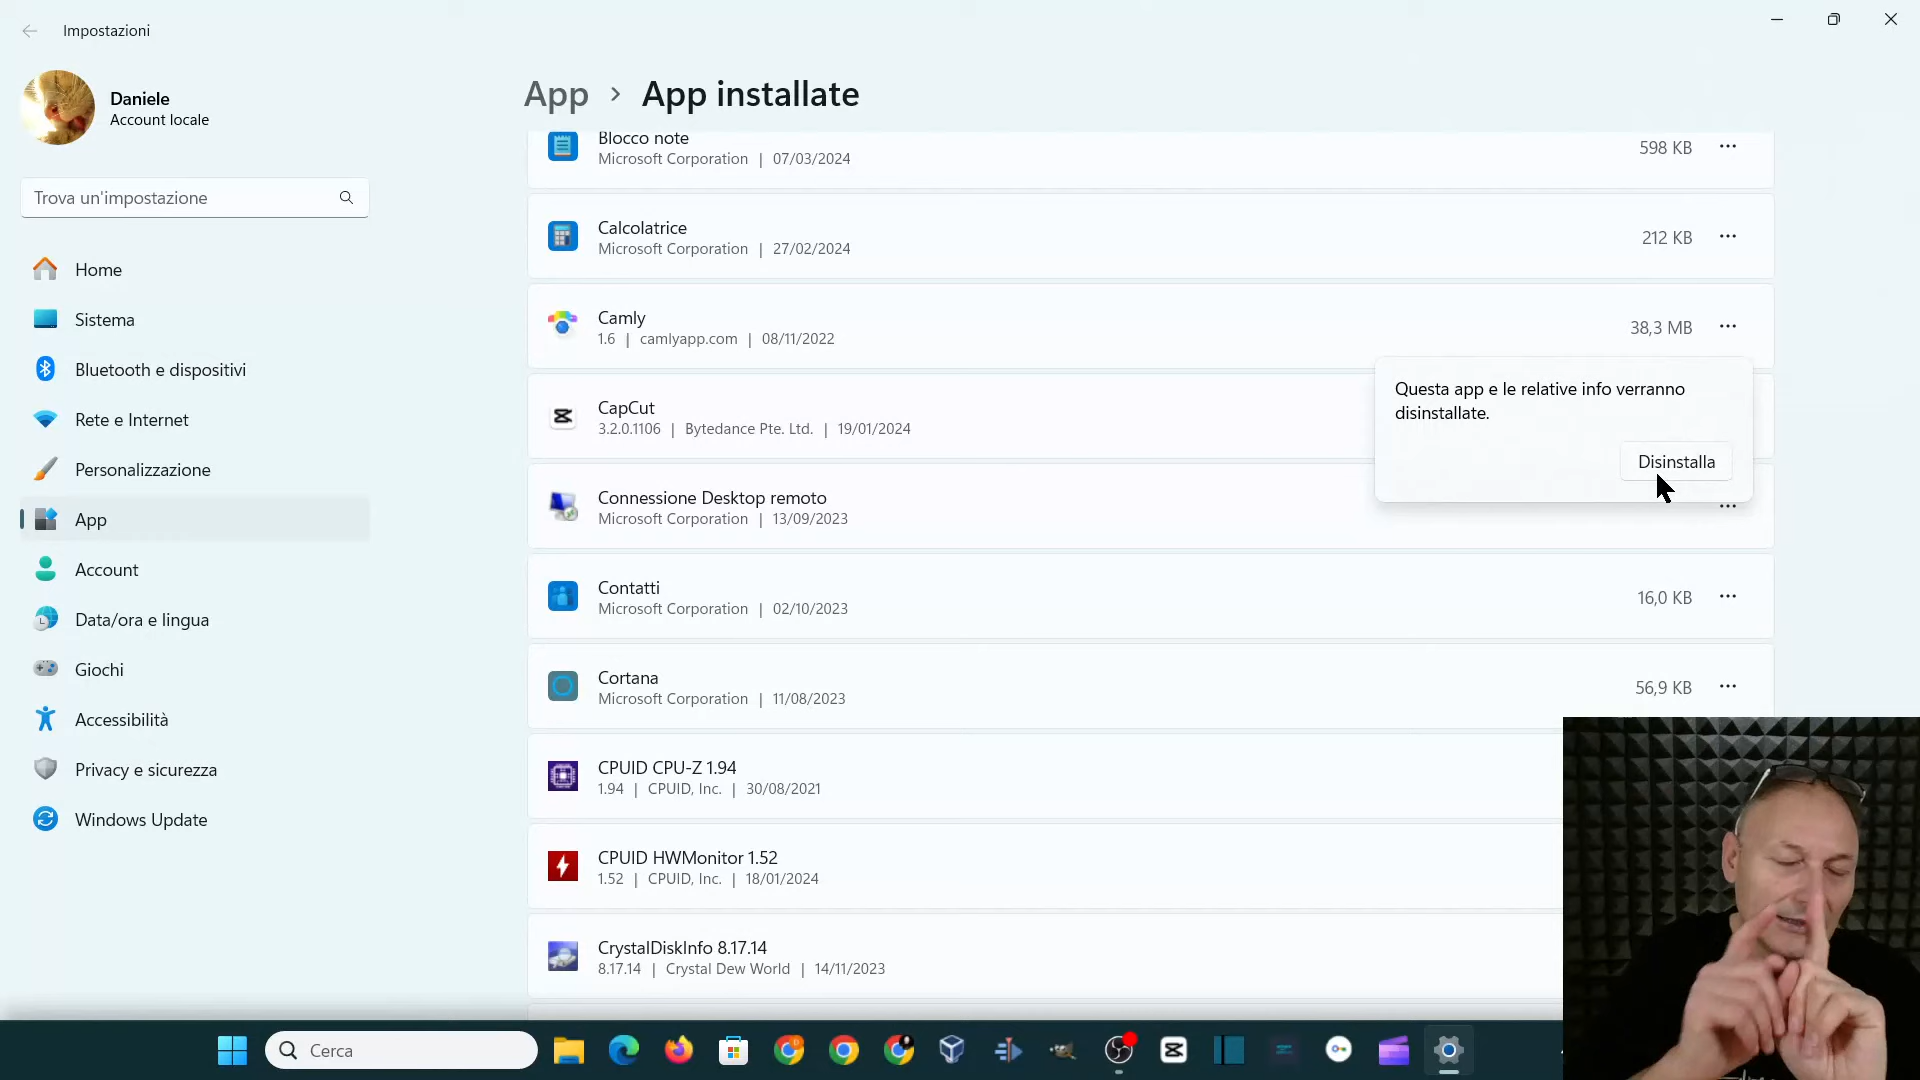 Impostazioni
Daniele
Account locale
Trova un'impostazione
Home
Sistema
Bluetooth e dispositivi
Rete e Internet
Personalizzazione
App
Account
Data/ora e lingua
Giochi
Accessibilità
Privacy e sicurezza
Windows Update
App › App installate
Blocco note
Microsoft Corporation | 07/03/2024
598 KB
Calcolatrice
Microsoft Corporation | 27/02/2024
212 KB
Camly
1.6 | camlyapp.com | 08/11/2022
38,3 MB
CapCut
3.2.0.1106 | Bytedance Pte. Ltd. | 19/01/2024
Questa app e le relative info verranno
disinstallate.
Disinstalla
Connessione Desktop remoto
Microsoft Corporation | 13/09/2023
Contatti
Microsoft Corporation | 02/10/2023
16,0 KB
Cortana
Microsoft Corporation | 11/08/2023
56,9 KB
CPUID CPU-Z 1.94
1.94 | CPUID, Inc. | 30/08/2021
CPUID HWMonitor 1.52
1.52 | CPUID, Inc. | 18/01/2024
CrystalDiskInfo 8.17.14
8.17.14 | Crystal Dew World | 14/11/2023
Cerca